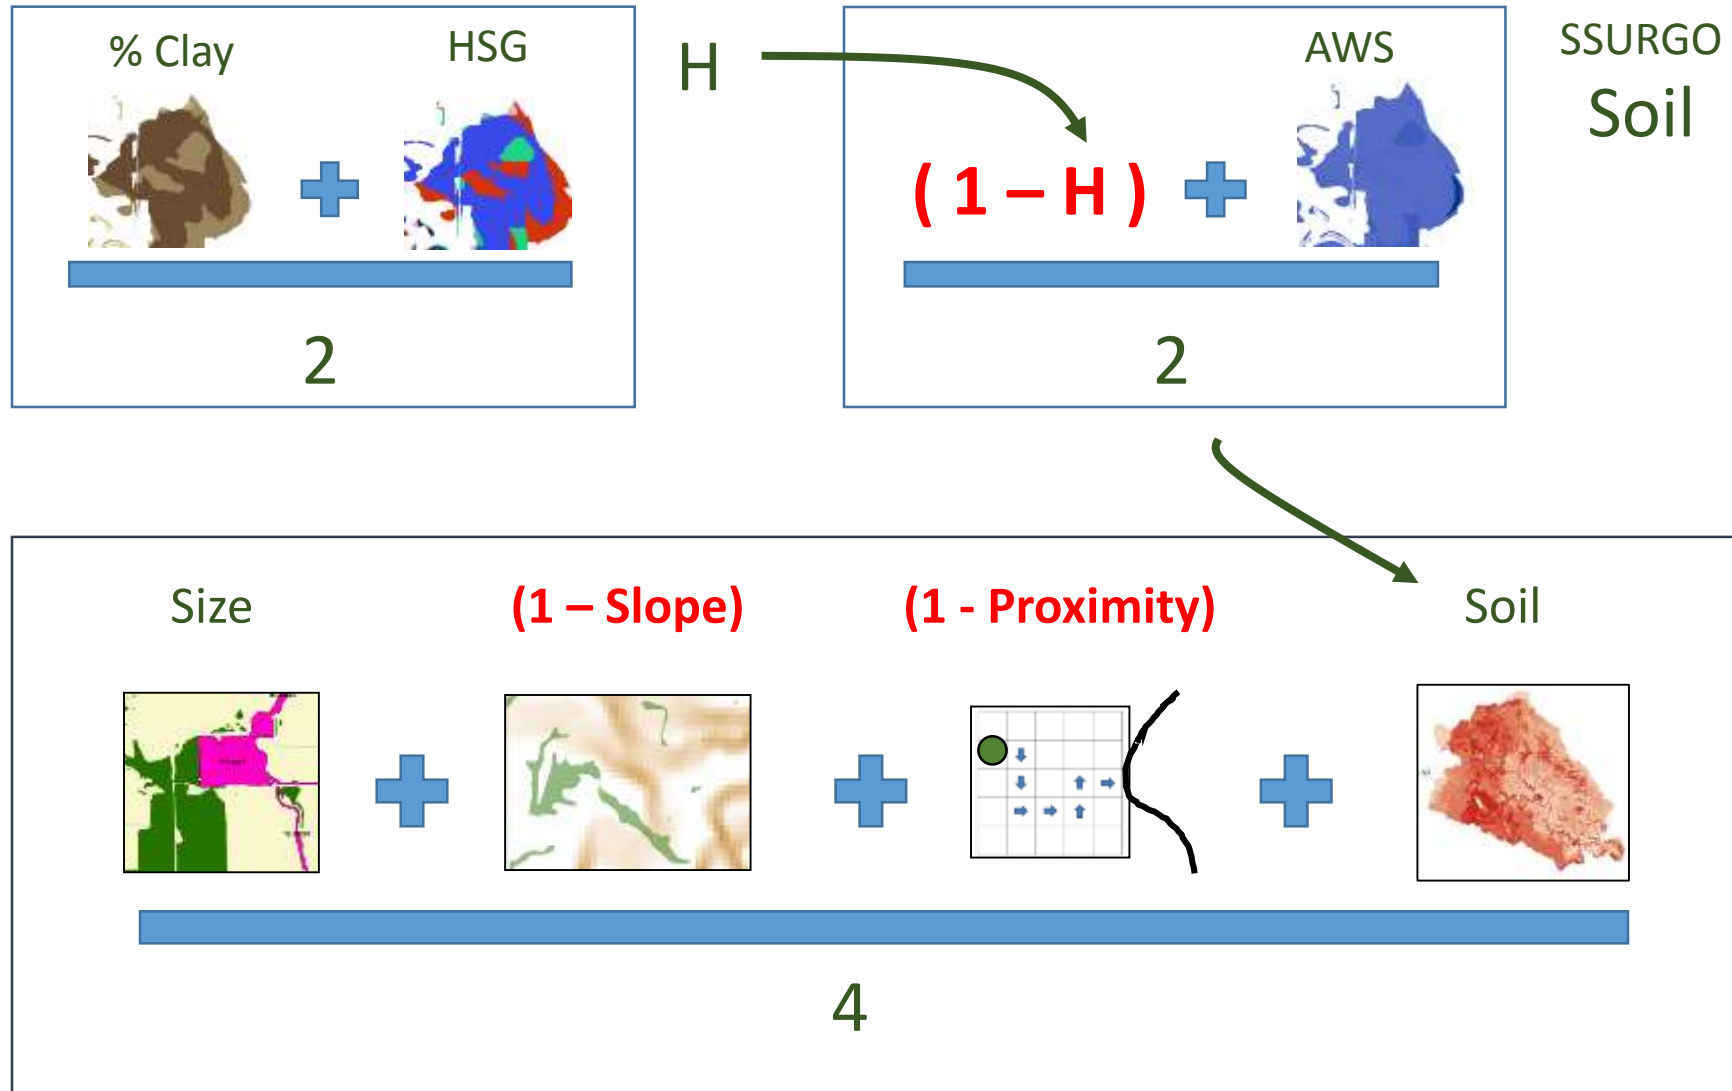 % Clay
HSG
2
H
AWS
( 1 – H )
2
SSURGO
Soil
Size
(1 – Slope)
(1 - Proximity)
Soil
4